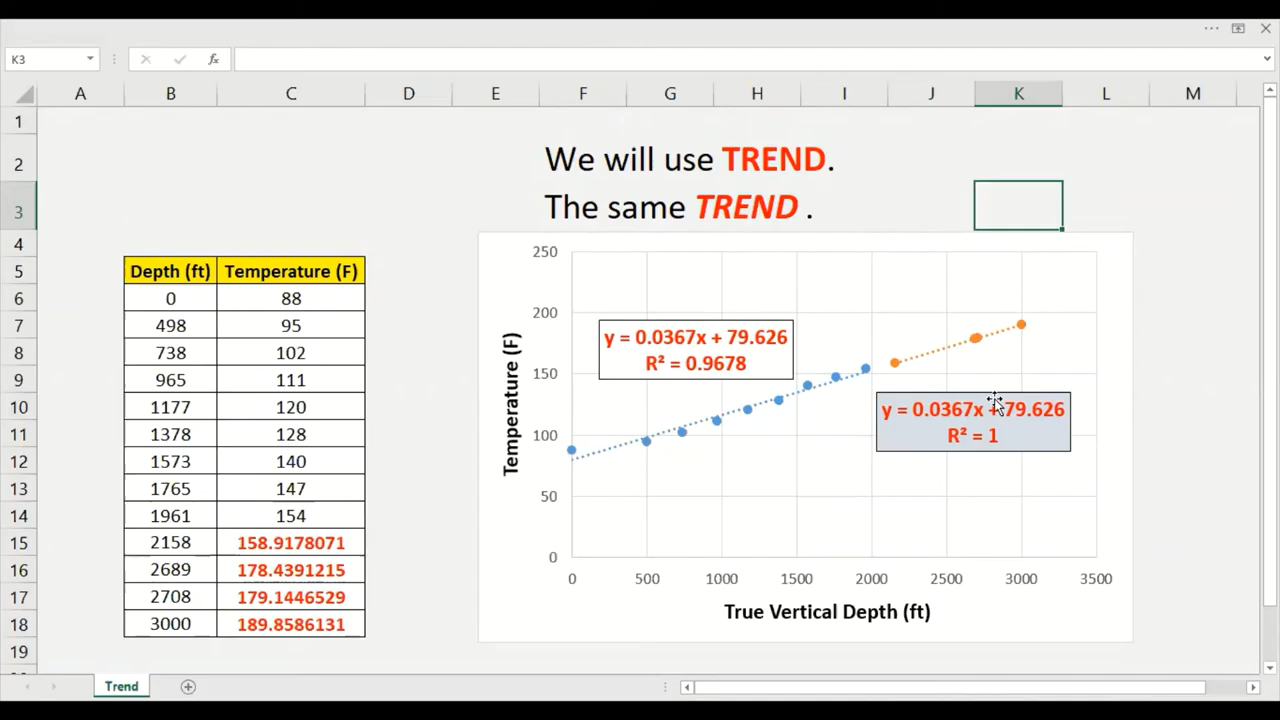 K3
fx
A B C D E F G H I J K L M
1
2
3
4
5
6
7
8
9
10
11
12
13
14
15
16
17
18
19
We will use TREND.
The same TREND .
Depth (ft) Temperature (F)
0 88
498 95
738 102
965 111
1177 120
1378 128
1573 140
1765 147
1961 154
2158 158.9178071
2689 178.4391215
2708 179.1446529
3000 189.8586131
Temperature (F)
250
200
150
100
50
0
y = 0.0367x + 79.626
R² = 0.9678
y = 0.0367x + 79.626
R² = 1
0 500 1000 1500 2000 2500 3000 3500
True Vertical Depth (ft)
Trend